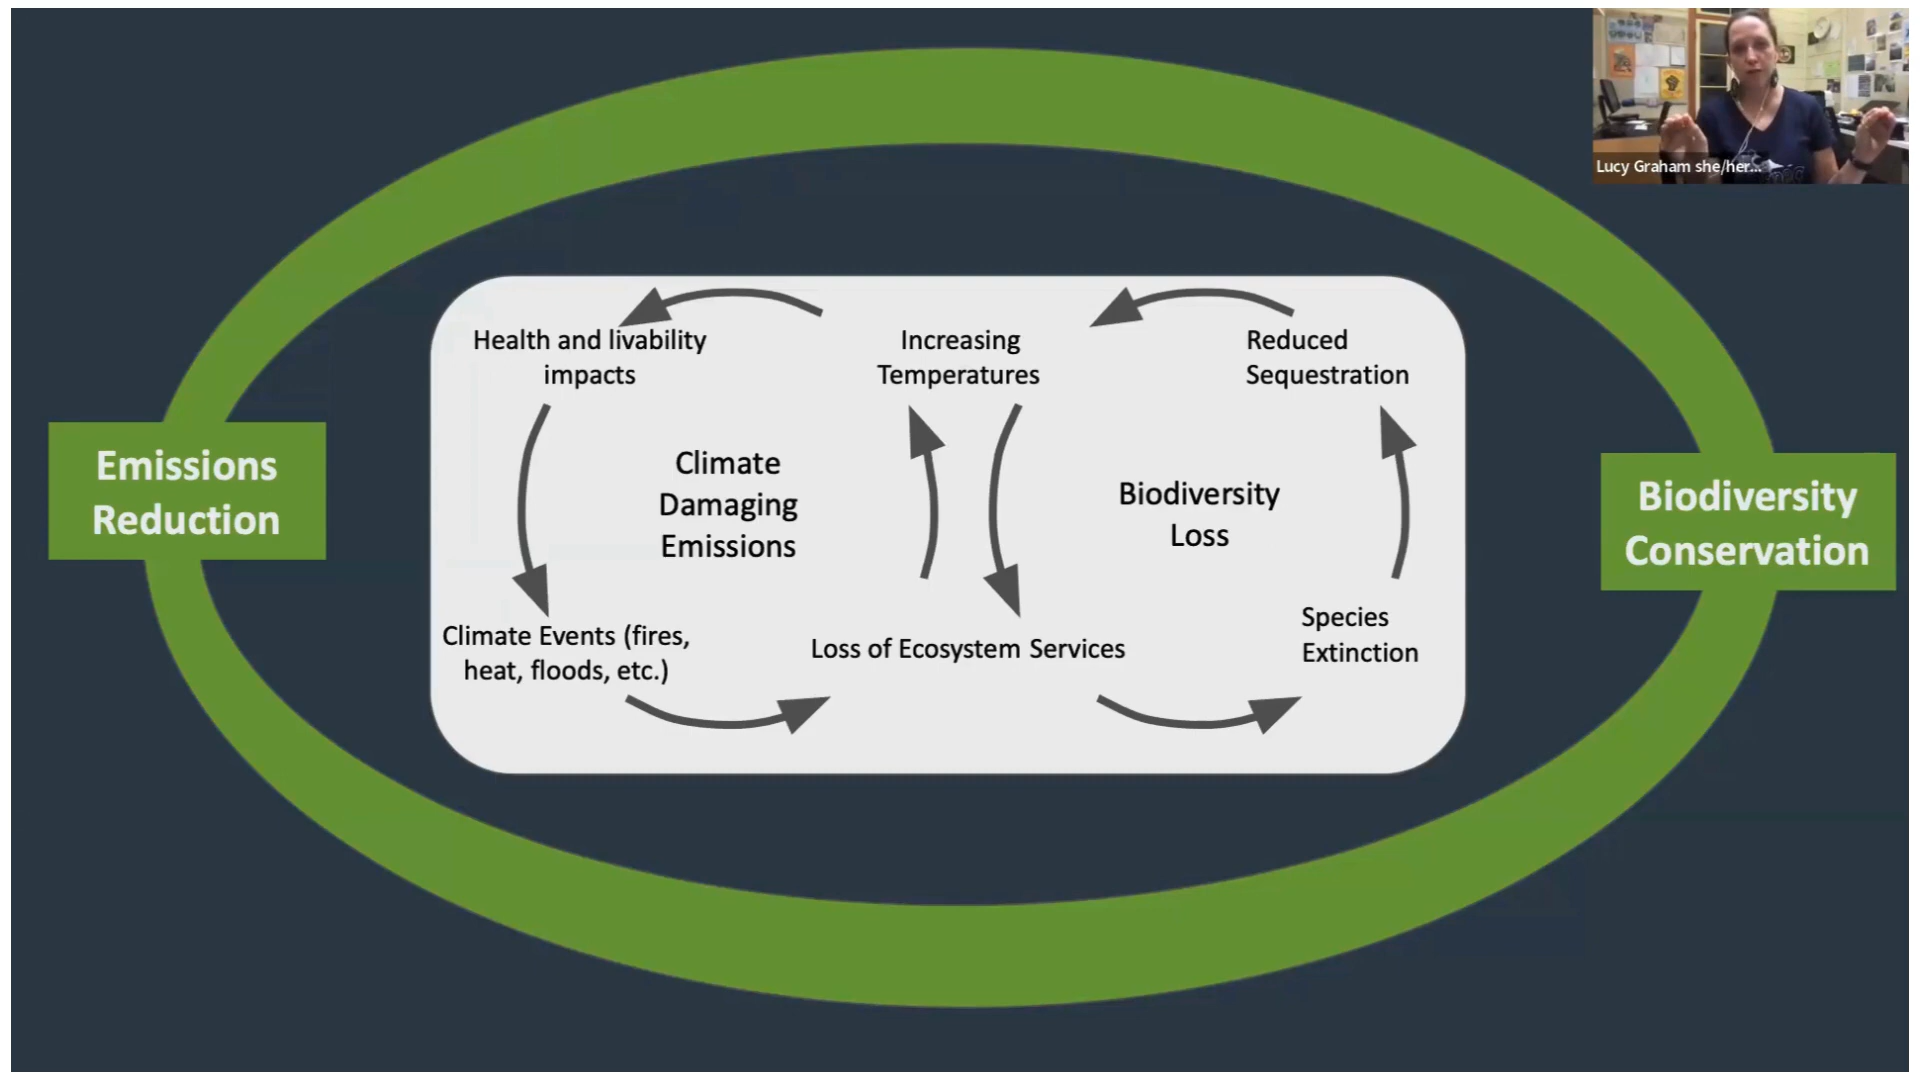 Lucy Graham she/her...
Health and livability
impacts
Increasing
Temperatures
Reduced
Sequestration
Emissions
Reduction
Climate
Damaging
Emissions
Biodiversity
Loss
Biodiversity
Conservation
Climate Events (fires,
heat, floods, etc.)
Loss of Ecosystem Services
Species
Extinction